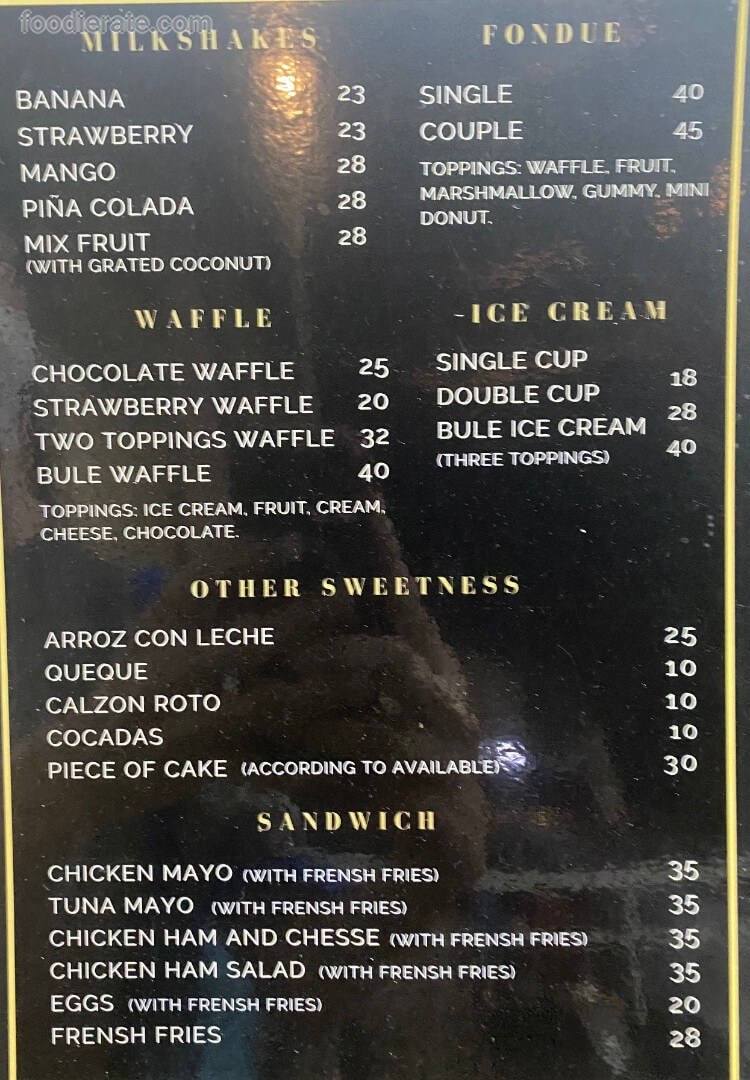 foodierate.com
MILKSHAKES
BANANA 23
STRAWBERRY 23
MANGO 28
PIÑA COLADA 28
MIX FRUIT 28
(WITH GRATED COCONUT)
FONDUE
SINGLE 40
COUPLE 45
TOPPINGS: WAFFLE, FRUIT,
MARSHMALLOW, GUMMY, MINI
DONUT.
WAFFLE
CHOCOLATE WAFFLE 25
STRAWBERRY WAFFLE 20
TWO TOPPINGS WAFFLE 32
BULE WAFFLE 40
TOPPINGS: ICE CREAM, FRUIT, CREAM,
CHEESE, CHOCOLATE.
ICE CREAM
SINGLE CUP 18
DOUBLE CUP 28
BULE ICE CREAM 40
(THREE TOPPINGS)
OTHER SWEETNESS
ARROZ CON LECHE 25
QUEQUE 10
CALZON ROTO 10
COCADAS 10
PIECE OF CAKE (ACCORDING TO AVAILABLE) 30
SANDWICH
CHICKEN MAYO (WITH FRENSH FRIES) 35
TUNA MAYO (WITH FRENSH FRIES) 35
CHICKEN HAM AND CHESSE (WITH FRENSH FRIES) 35
CHICKEN HAM SALAD (WITH FRENSH FRIES) 35
EGGS (WITH FRENSH FRIES) 20
FRENSH FRIES 28